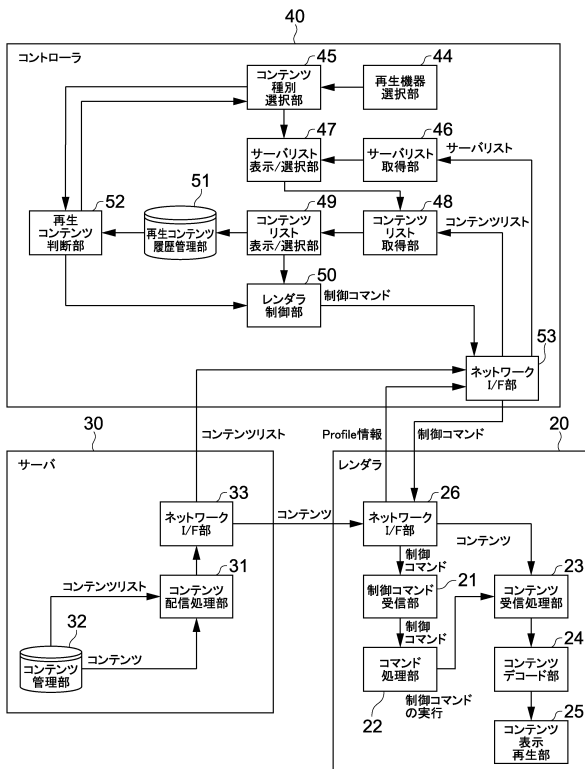 40
コントローラ
45
コンテンツ
種別
選択部
44
再生機器
選択部
47
サーバリスト
表示/選択部
46
サーバリスト
取得部
サーバリスト
52
再生
コンテンツ
判断部
51
再生コンテンツ
履歴管理部
49
コンテンツ
リスト
表示/選択部
48
コンテンツ
リスト
取得部
コンテンツリスト
50
レンダラ
制御部
制御コマンド
53
ネットワーク
I/F部
30
サーバ
コンテンツリスト
Profile情報
制御コマンド
20
レンダラ
33
ネットワーク
I/F部
コンテンツ
26
ネットワーク
I/F部
コンテンツ
31
コンテンツ
配信処理部
コンテンツリスト
32
コンテンツ
管理部
コンテンツ
制御
コマンド
21
制御コマンド
受信部
制御
コマンド
コマンド
処理部
22
制御コマンド
の実行
23
コンテンツ
受信処理部
24
コンテンツ
デコード部
25
コンテンツ
表示
再生部